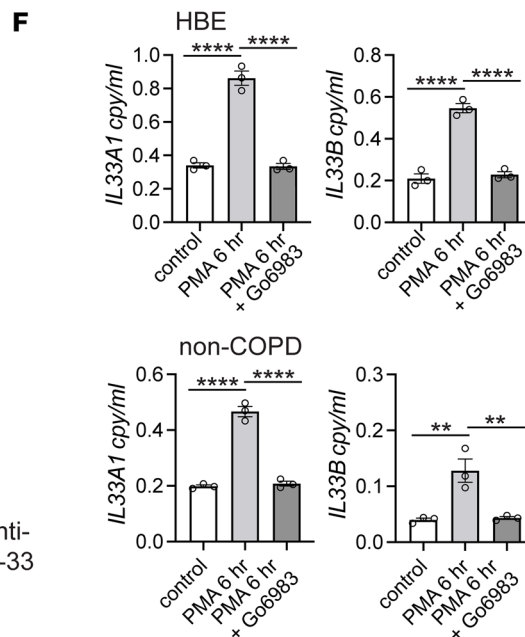 F
HBE
**** ****
IL33A1 cpy/ml
1.0
0.8
0.6
0.4
0.2
0.0
control
PMA 6 hr
PMA 6 hr
+ Go6983
**** ****
IL33B cpy/ml
0.8
0.6
0.4
0.2
0.0
control
PMA 6 hr
PMA 6 hr
+ Go6983
non-COPD
**** ****
IL33A1 cpy/ml
0.6
0.4
0.2
0.0
control
PMA 6 hr
PMA 6 hr
+ Go6983
** **
IL33B cpy/ml
0.3
0.2
0.1
0.0
control
PMA 6 hr
PMA 6 hr
+ Go6983
nti-
-33